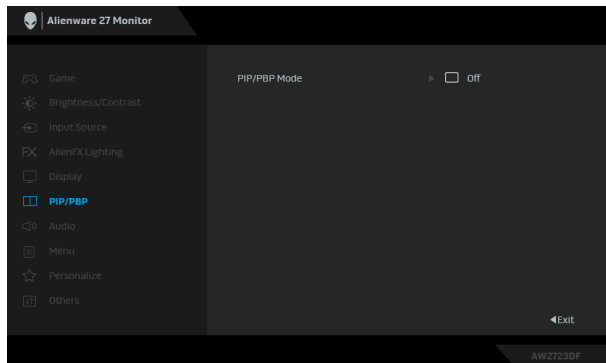 Alienware 27 Monitor
Game
PIP/PBP Mode
Off
Brightness/Contrast
Input Source
AlienFX Lighting
Display
PIP/PBP
Audio
Menu
Personalize
Others
Exit
AW2723DF